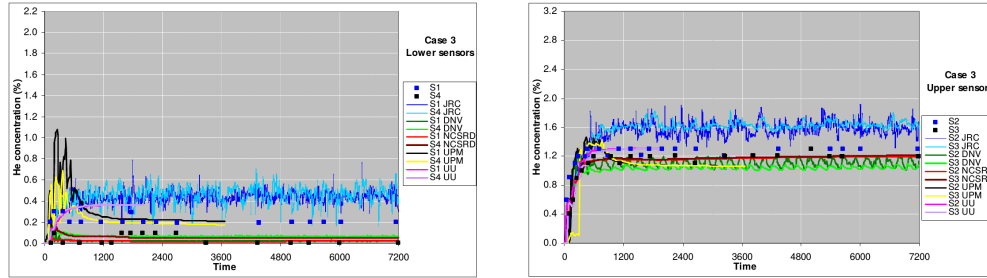 2.2
2.0
1.8
1.6
1.4
1.2
1.0
0.8
0.6
0.4
0.2
0.0
He concentration (%)
0 1200 2400 3600 4800 6000 7200
Time
Case 3
Lower sensors
S1
S4
S1 JRC
S4 JRC
S1 DNV
S4 DNV
S1 NCSRD
S4 NCSRD
S1 UPM
S4 UPM
S1 UU
S4 UU
3.2
2.8
2.4
2.0
1.6
1.2
0.8
0.4
0.0
He concentration (%)
0 1200 2400 3600 4800 6000 7200
Time
Case 3
Upper sensor
S2
S3
S2 JRC
S3 JRC
S2 DNV
S3 DNV
S2 NCSR
S3 NCSR
S2 UPM
S3 UPM
S2 UU
S3 UU